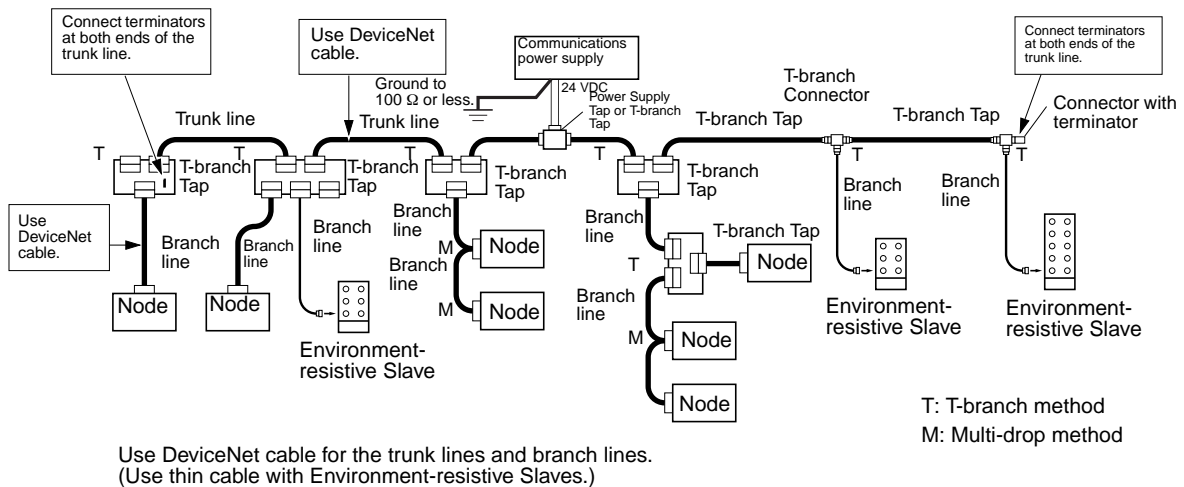 Connect terminators
at both ends of the
trunk line.
Use DeviceNet
cable.
Communications
power supply
Connect terminators
at both ends of the
trunk line.
Ground to
100 Ω or less.
24 VDC
Power Supply
Tap or T-branch
Tap
T-branch
Connector
Connector with
terminator
Trunk line
Trunk line
T-branch Tap
T-branch Tap
T
T
T
T
T
T
T-branch
Tap
T-branch
Tap
T-branch
Tap
T-branch
Tap
Use
DeviceNet
cable.
Branch
line
Branch
line
Branch
line
Branch
line
Branch
line
Branch
line
Branch
line
M
Node
T-branch Tap
Node
T
Branch
line
Branch
line
Node
Node
M
Node
M
Node
Node
Environment-
resistive Slave
Environment-
resistive Slave
Environment-
resistive Slave
T: T-branch method
M: Multi-drop method
Use DeviceNet cable for the trunk lines and branch lines.
(Use thin cable with Environment-resistive Slaves.)